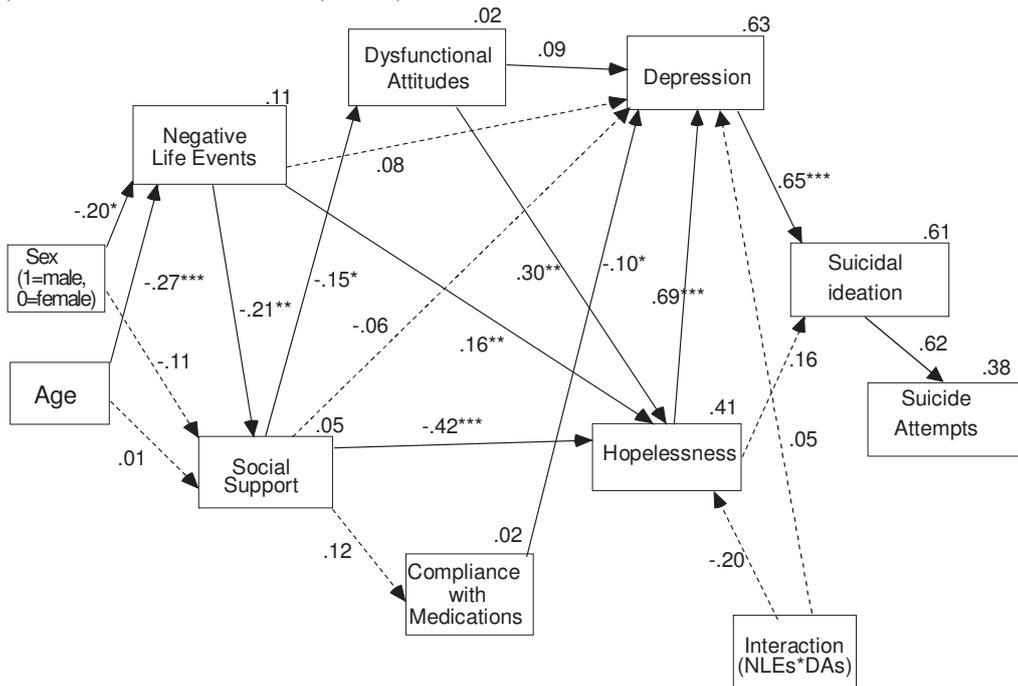 .02
.63
Dysfunctional
Attitudes
.09
Depression
.11
Negative
Life Events
.08
.65***
-.20*
Sex
(1=male,
0=female)
-.27***
-.21**
-.15*
-.06
.30**
-.10*
.69***
.61
Suicidal
ideation
.16**
.16
.62
.38
-.11
Age
Suicide
Attempts
.01
.05
Social
Support
-.42***
.41
Hopelessness
.05
.12
.02
Compliance
with
Medications
-.20
Interaction
(NLEs*DAs)